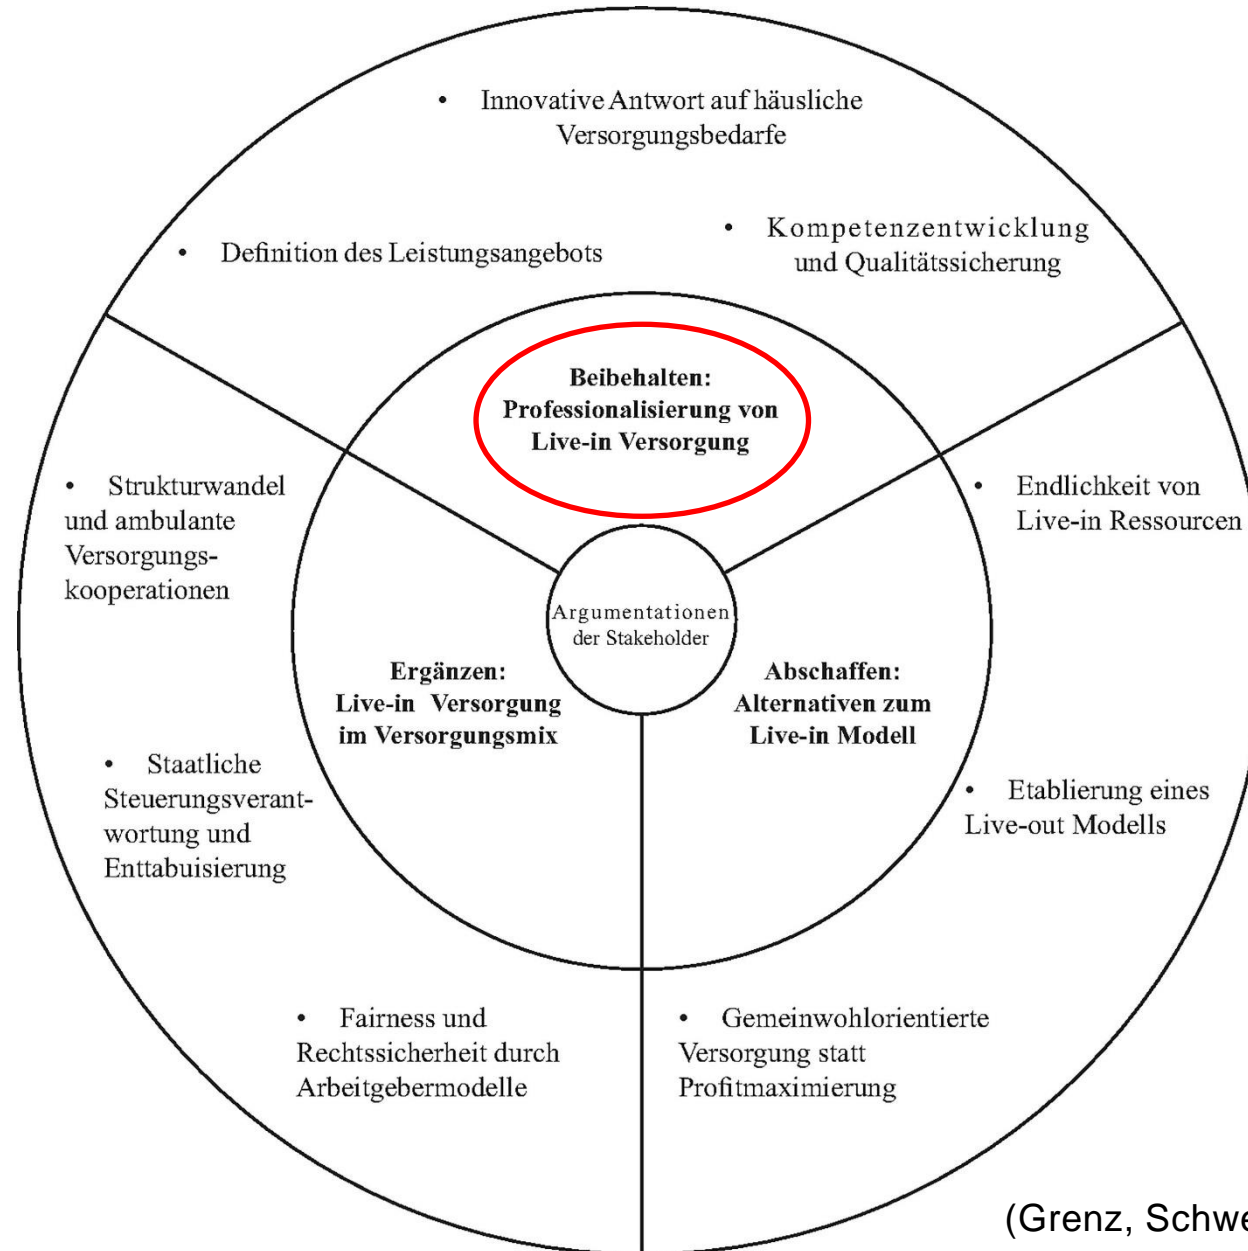 • Innovative Antwort auf häusliche
Versorgungsbedarfe
• Kompetenzentwicklung
und Qualitätssicherung
• Definition des Leistungsangebots
Beibehalten:
Professionalisierung von
Live-in Versorgung
• Strukturwandel
und ambulante
Versorgungs-
kooperationen
• Endlichkeit von
Live-in Ressourcen
Argumentationen
der Stakeholder
Ergänzen:
Live-in Versorgung
im Versorgungsmix
Abschaffen:
Alternativen zum
Live-in Modell
• Staatliche
Steuerungsverant-
wortung und
Enttabuisierung
• Etablierung eines
Live-out Modells
• Fairness und
Rechtssicherheit durch
Arbeitgebermodelle
• Gemeinwohlorientierte
Versorgung statt
Profitmaximierung
(Grenz, Schwe